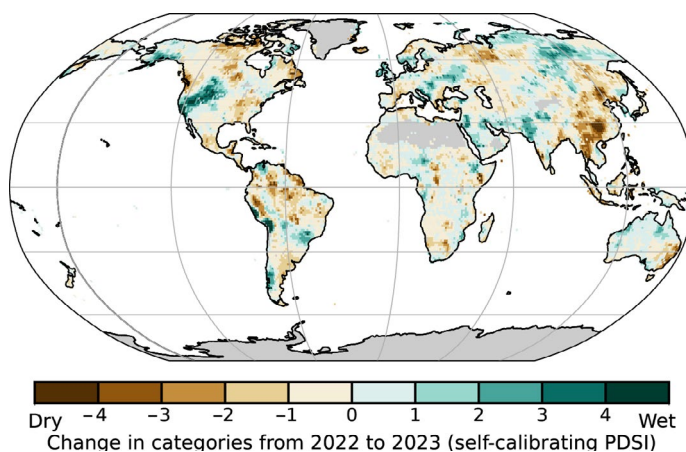 Dry −4 −3 −2 −1 0 1 2 3 4 Wet
Change in categories from 2022 to 2023 (self-calibrating PDSI)